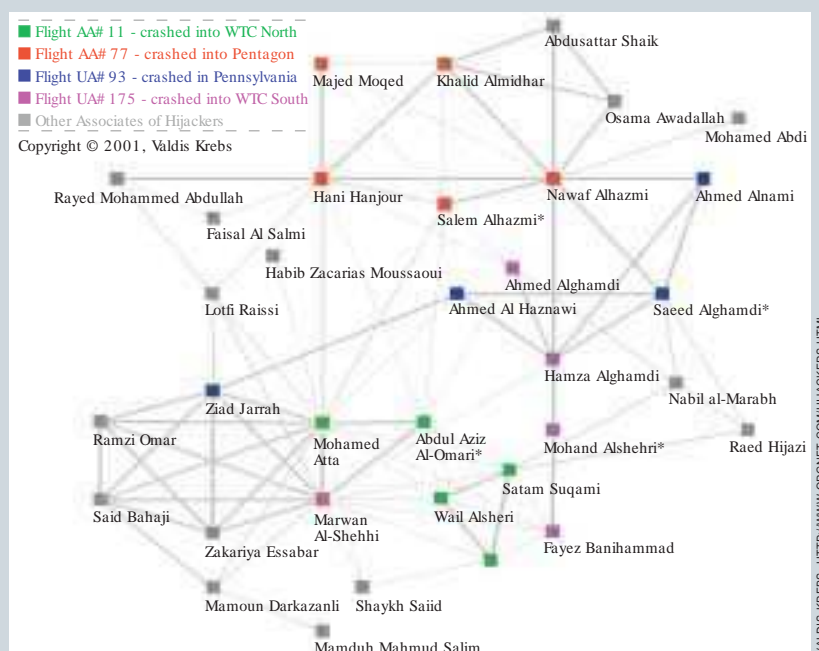 Flight AA# 11 - crashed into WTC North
Flight AA# 77 - crashed into Pentagon
Flight UA# 93 - crashed in Pennsylvania
Flight UA# 175 - crashed into WTC South
Other Associates of Hijackers
Copyright © 2001, Valdis Krebs
Abdusattar Shaik
Majed Moqed
Khalid Almidhar
Osama Awadallah
Mohamed Abdi
Rayed Mohammed Abdullah
Hani Hanjour
Nawaf Alhazmi
Ahmed Alnami
Salem Alhazmi*
Faisal Al Salmi
Habib Zacarias Moussaoui
Ahmed Alghamdi
Lotfi Raissi
Ahmed Al Haznawi
Saeed Alghamdi*
Hamza Alghamdi
Nabil al-Marabh
Ziad Jarrah
Ramzi Omar
Mohamed
Atta
Abdul Aziz
Al-Omari*
Mohand Alshehri*
Raed Hijazi
Satam Suqami
Said Bahaji
Marwan
Al-Shehhi
Wail Alsheri
Zakariya Essabar
Fayez Banihammad
Mamoun Darkazanli
Shaykh Saiid
Mamduh Mahmud Salim